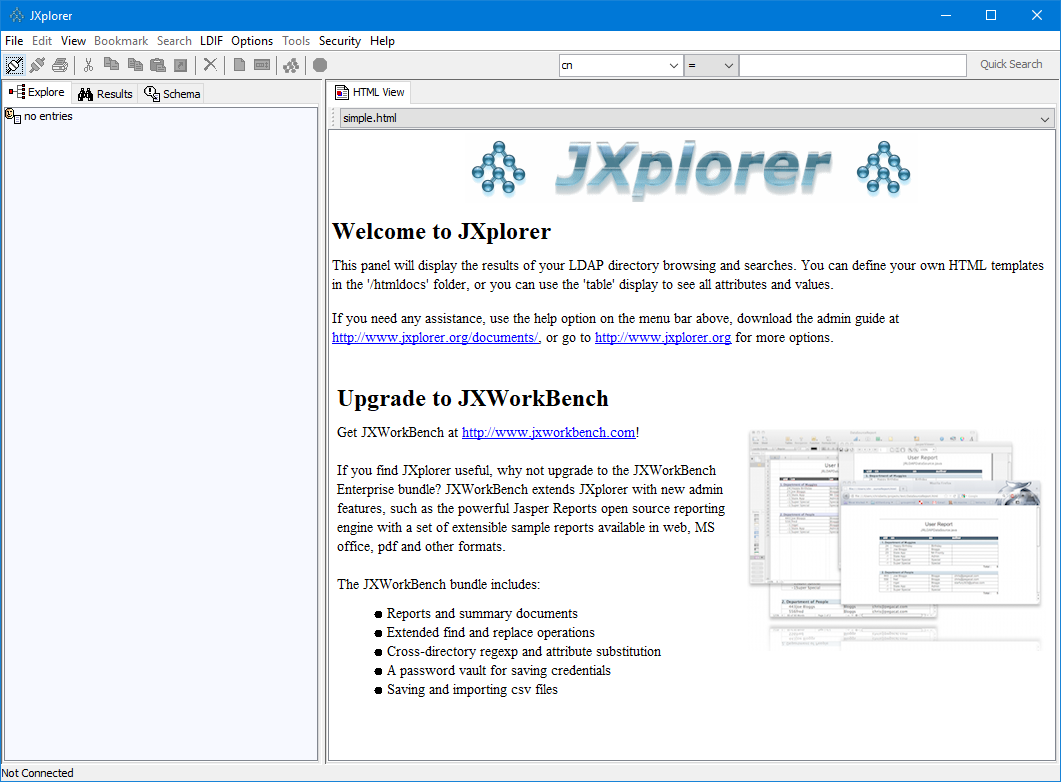 JXplorer
File Edit View Bookmark Search LDIF Options Tools Security Help
cn = Quick Search
Explore Results Schema
HTML View
no entries
simple.html
JXplorer
Welcome to JXplorer
This panel will display the results of your LDAP directory browsing and searches. You can define your own HTML templates
in the '/htmldocs' folder, or you can use the 'table' display to see all attributes and values.
If you need any assistance, use the help option on the menu bar above, download the admin guide at
http://www.jxplorer.org/documents/, or go to http://www.jxplorer.org for more options.
Upgrade to JXWorkBench
Get JXWorkBench at http://www.jxworkbench.com!
If you find JXplorer useful, why not upgrade to the JXWorkBench
Enterprise bundle? JXWorkBench extends JXplorer with new admin
features, such as the powerful Jasper Reports open source reporting
engine with a set of extensible sample reports available in web, MS
office, pdf and other formats.
The JXWorkBench bundle includes:
Reports and summary documents
Extended find and replace operations
Cross-directory regexp and attribute substitution
A password vault for saving credentials
Saving and importing csv files
User Report
User Report
2. Department of People
Not Connected